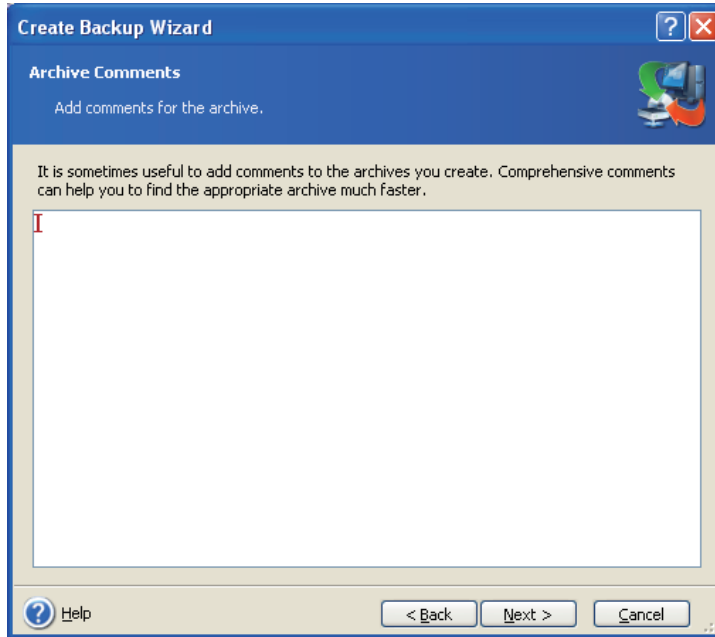 Create Backup Wizard
Archive Comments
Add comments for the archive.
It is sometimes useful to add comments to the archives you create. Comprehensive comments
can help you to find the appropriate archive much faster.
Help
< Back
Next >
Cancel